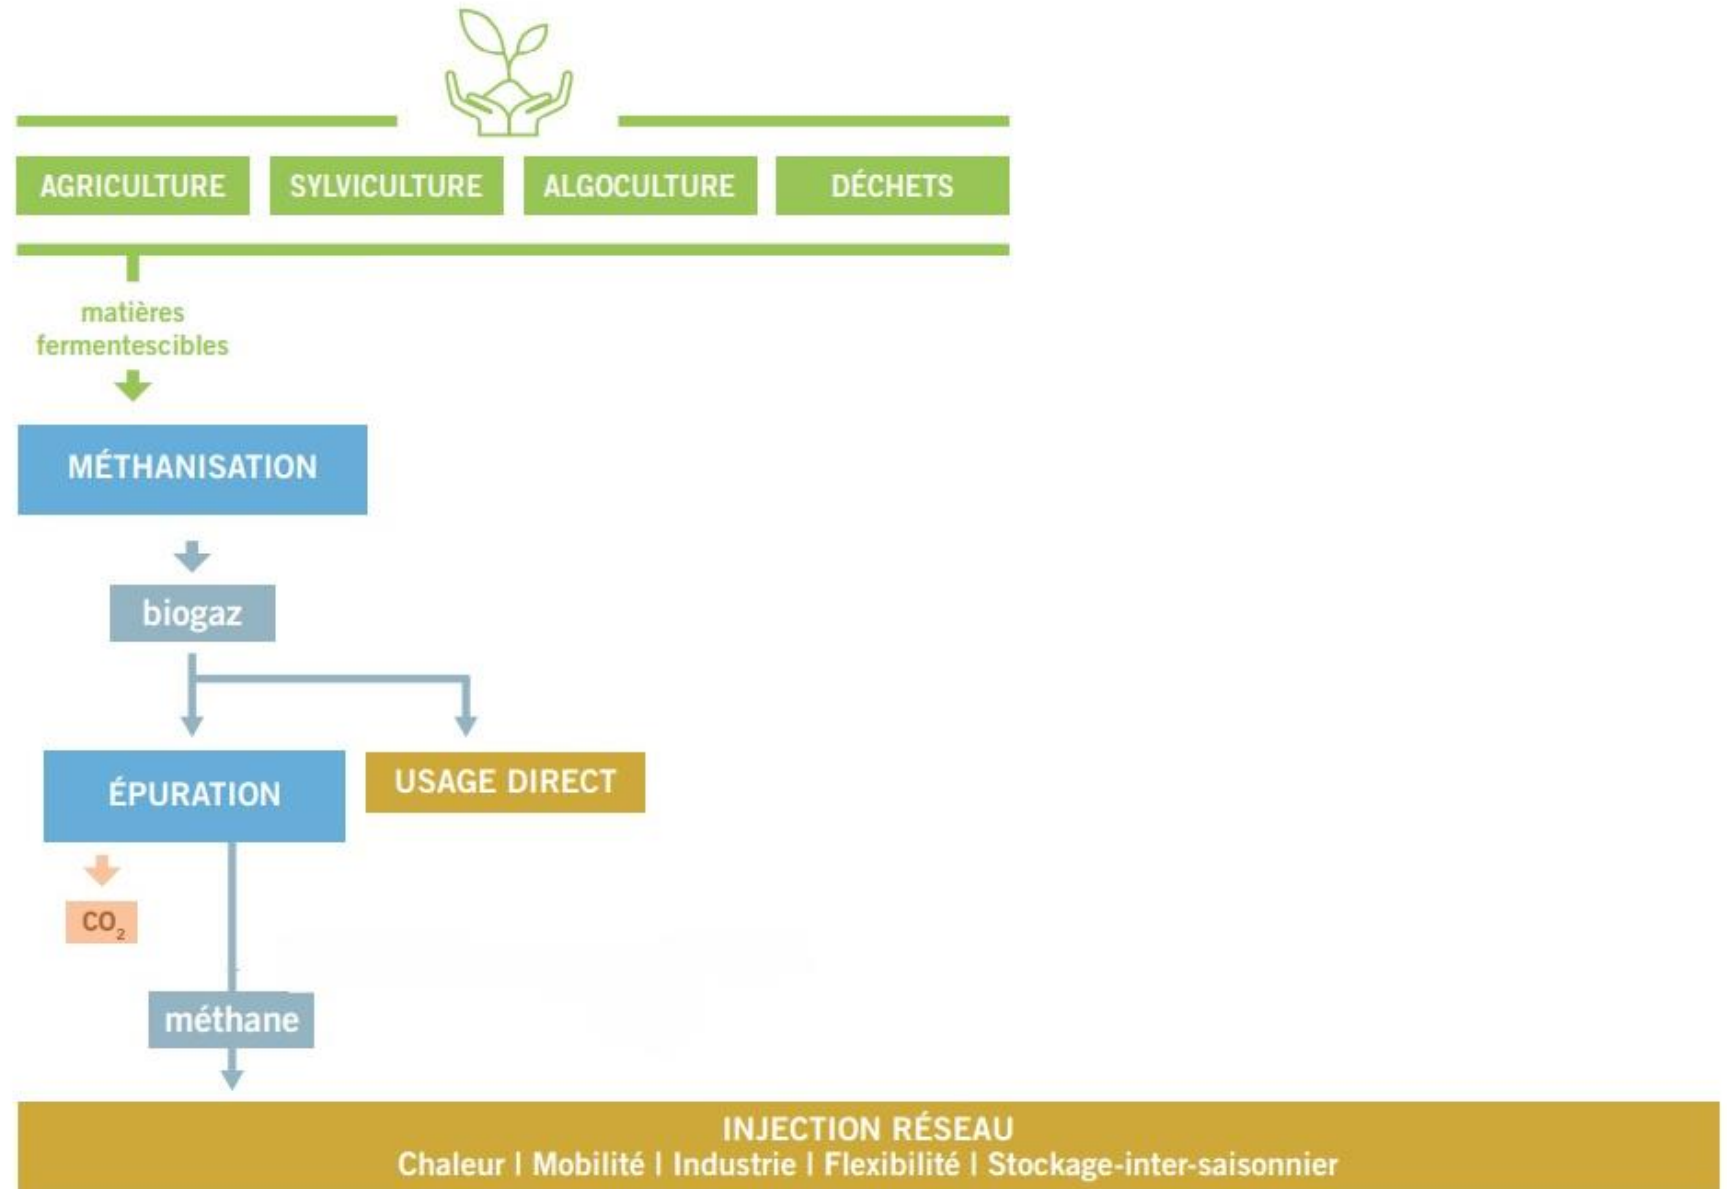 AGRICULTURE
SYLVICULTURE
ALGOCULTURE
DÉCHETS
matières
fermentescibles
MÉTHANISATION
biogaz
ÉPURATION
USAGE DIRECT
CO₂
méthane
INJECTION RÉSEAU
Chaleur | Mobilité | Industrie | Flexibilité | Stockage-inter-saisonnier